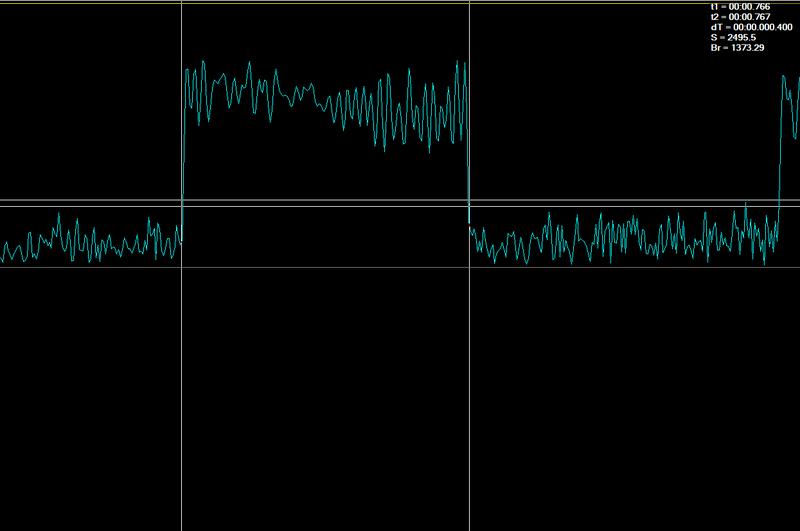 t1 = 00:00.766
t2 = 00:00.767
dT = 00:00.000.400
S = 2495.5
Br = 1373.29